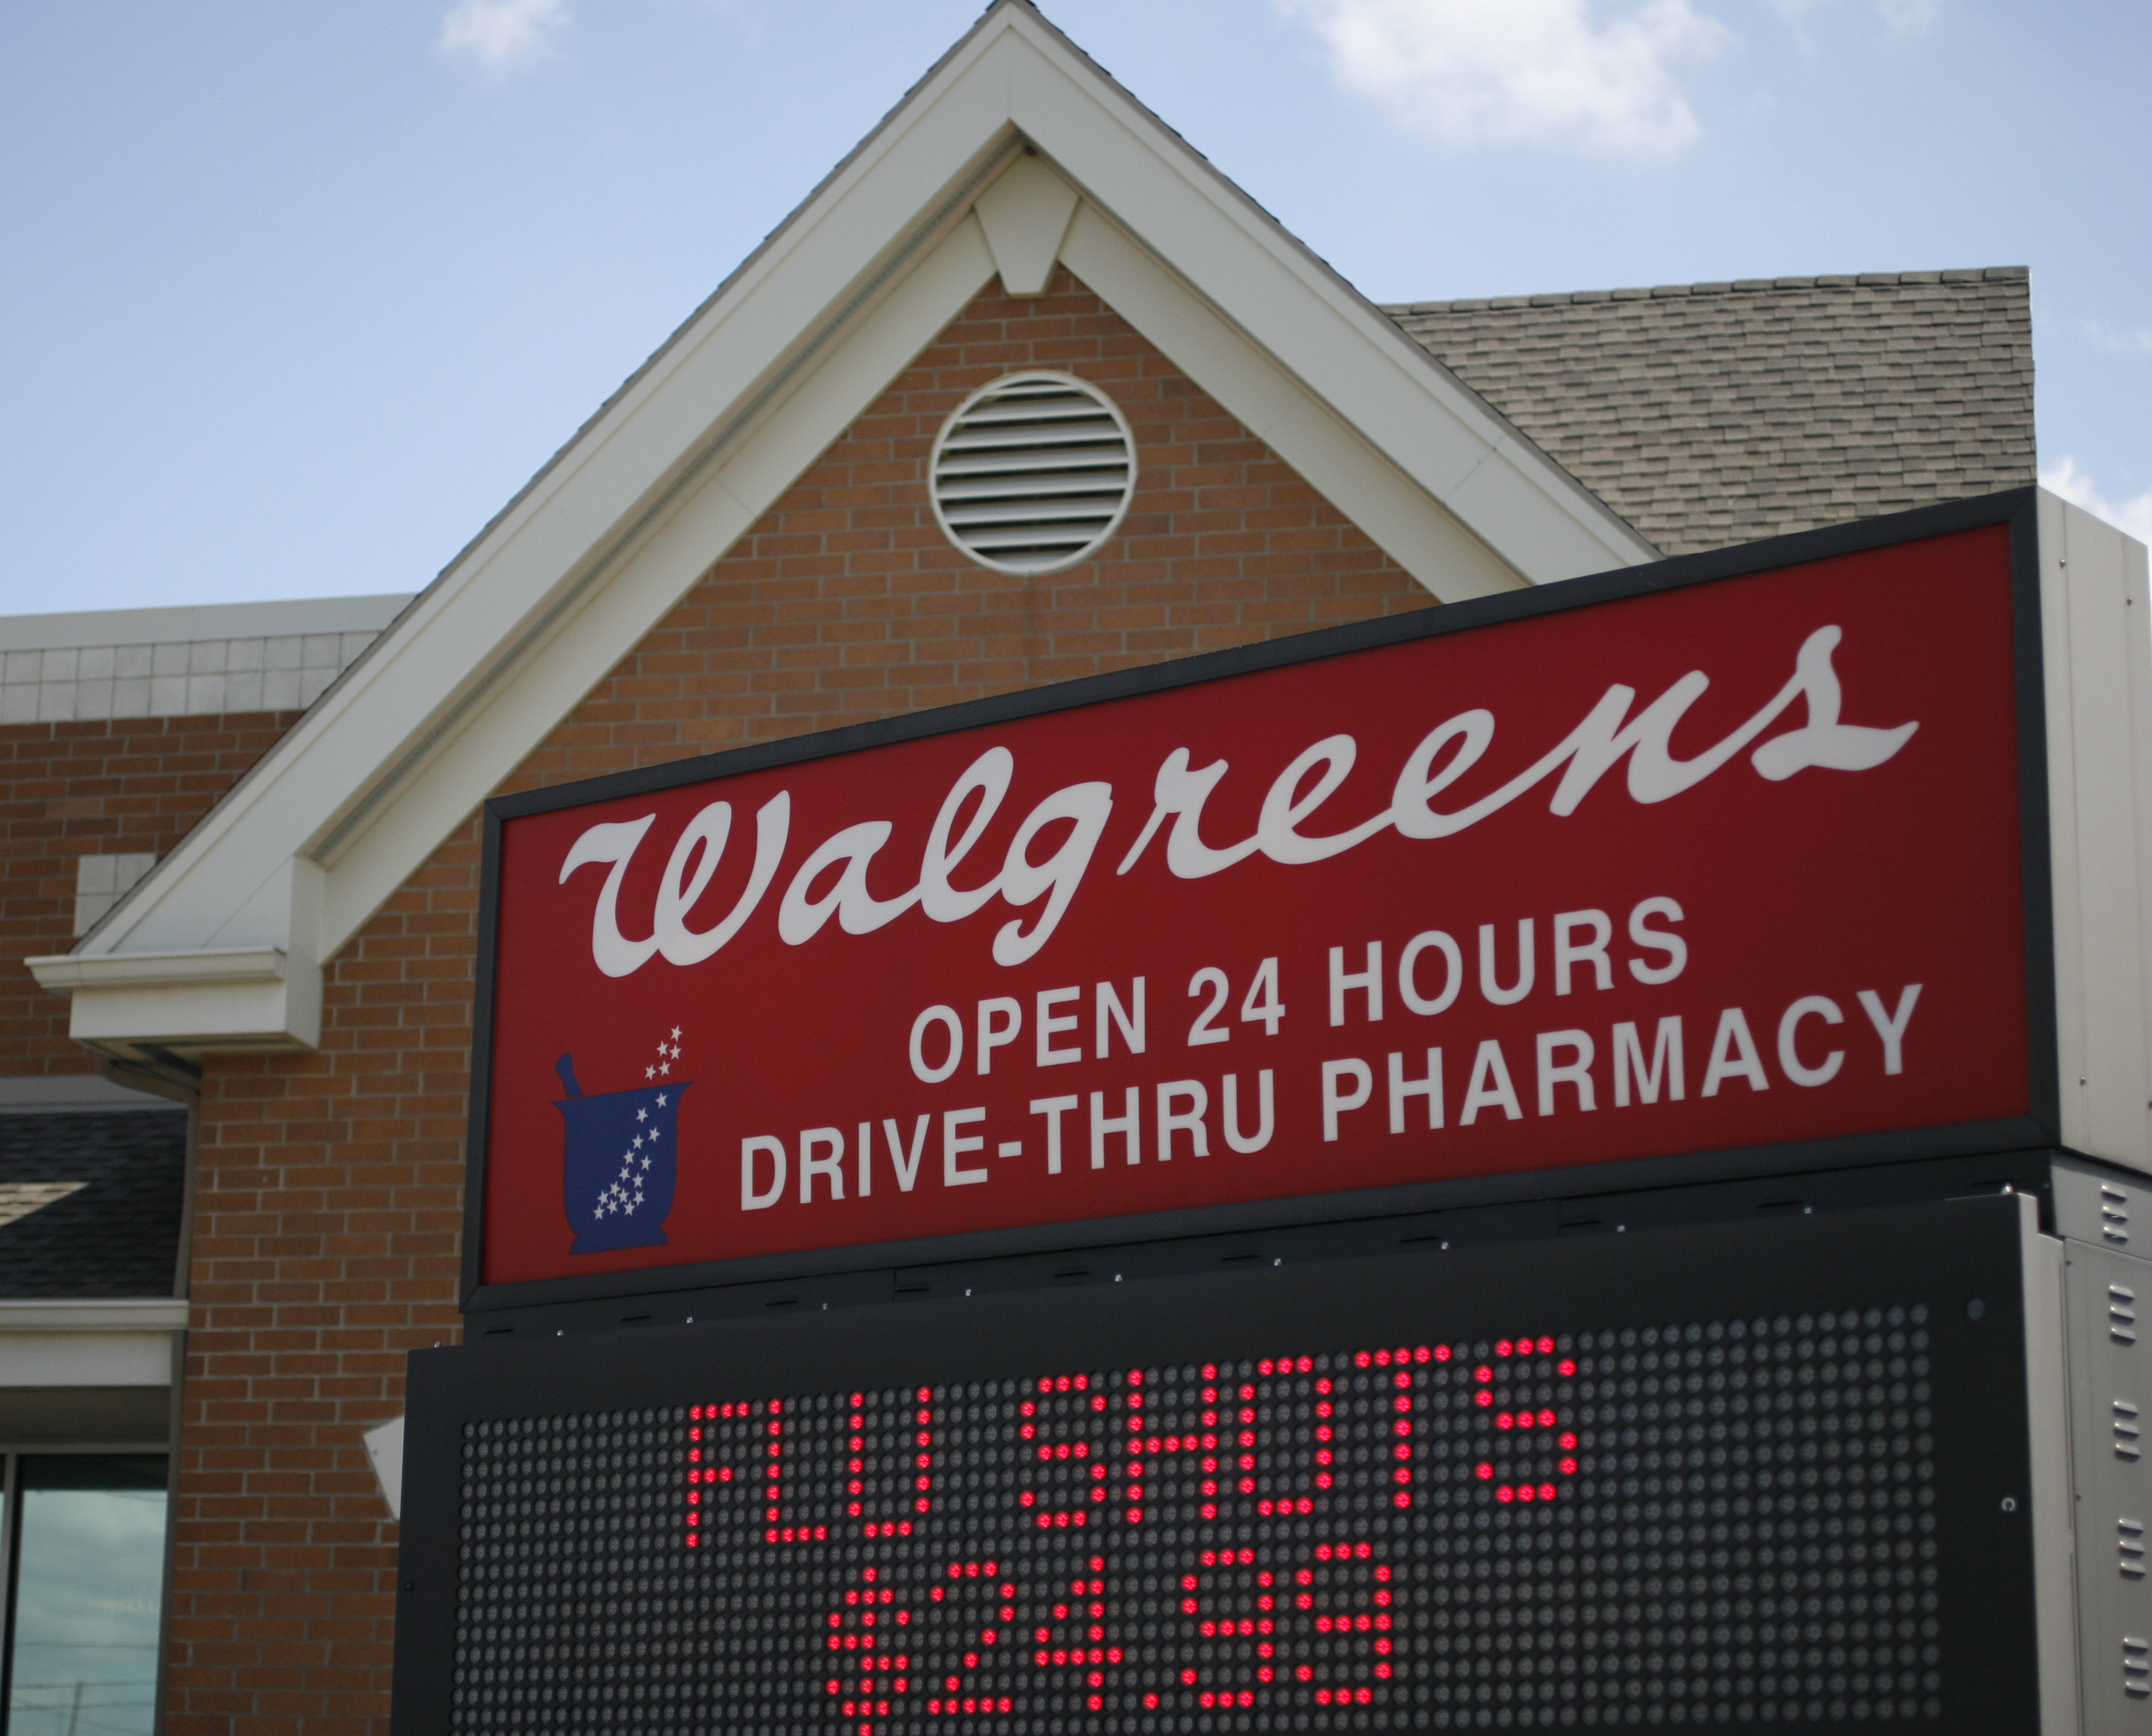 Walgreens
OPEN 24 HOURS
DRIVE-THRU PHARMACY
FLU SHOTS
$24.99